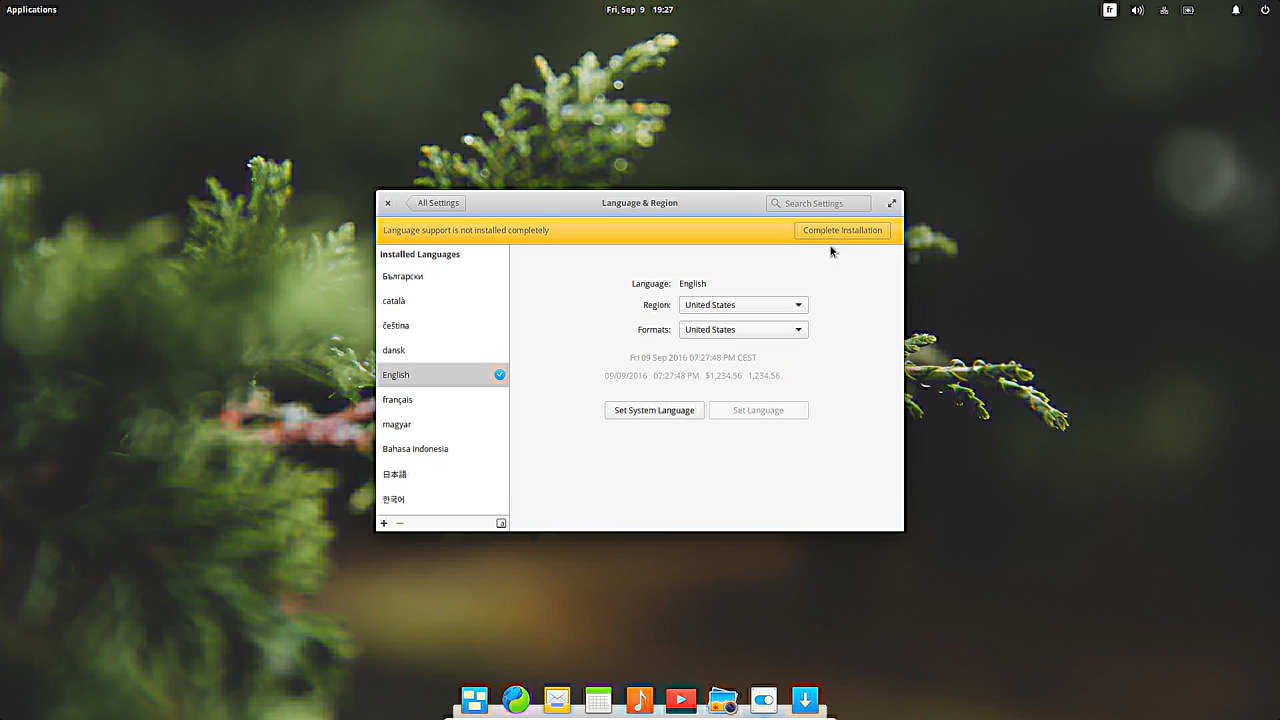 Applications
Fri, Sep 9 19:27
fr
All Settings
Language & Region
Search Settings
Language support is not installed completely
Complete Installation
Installed Languages
Български
català
čeština
dansk
English
français
magyar
Bahasa Indonesia
日本語
한국어
Language: English
Region: United States
Formats: United States
Fri 09 Sep 2016 07:27:48 PM CEST
09/09/2016 07:27:48 PM $1,234.56 1,234.56
Set System Language
Set Language